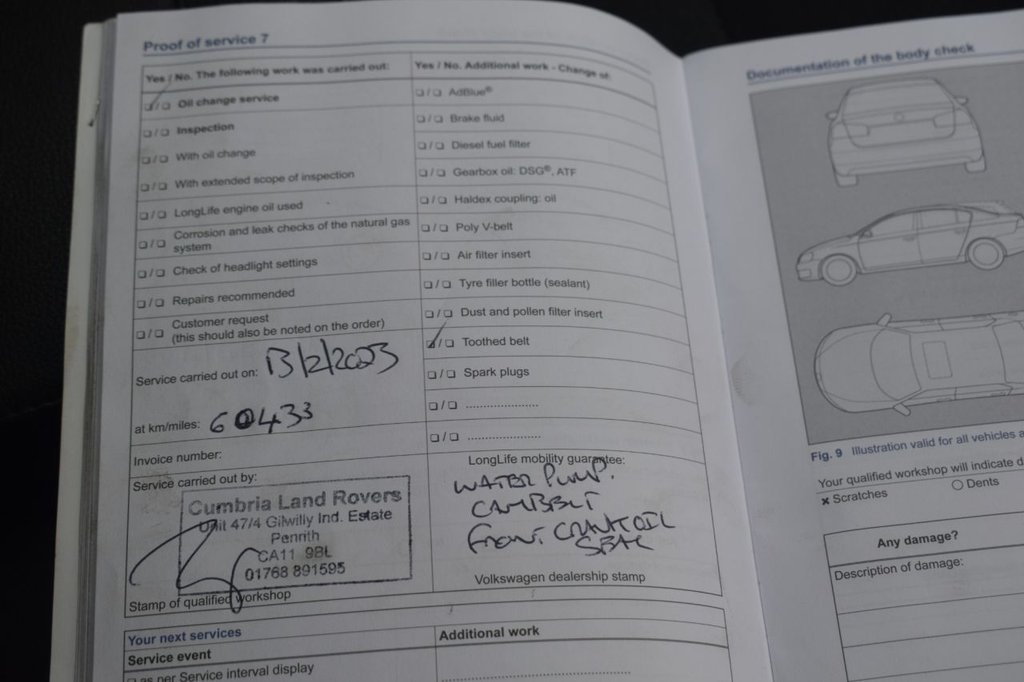 Proof of service 7
Yes / No. The following work was carried out:
☑/❑ Oil change service
❑/❑ Inspection
❑/❑ With oil change
❑/❑ With extended scope of inspection
❑/❑ LongLife engine oil used
❑/❑ Corrosion and leak checks of the natural gas
system
❑/❑ Check of headlight settings
❑/❑ Repairs recommended
❑/❑ Customer request
(this should also be noted on the order)
Service carried out on: 13/2/2023
at km/miles: 60433
Invoice number:
Service carried out by:
Cumbria Land Rovers
Unit 47/4 Gilwilly Ind. Estate
Penrith
CA11 9BL
01768 891595
Stamp of qualified workshop
Yes / No. Additional work - Change of:
❑/❑ AdBlue®
❑/❑ Brake fluid
❑/❑ Diesel fuel filter
❑/❑ Gearbox oil: DSG®, ATF
❑/❑ Haldex coupling: oil
❑/❑ Poly V-belt
❑/❑ Air filter insert
❑/❑ Tyre filler bottle (sealant)
❑/❑ Dust and pollen filter insert
☑/❑ Toothed belt
❑/❑ Spark plugs
❑/❑ ......................
❑/❑ ......................
LongLife mobility guarantee:
WATER PUMP.
CAMBELT
FRONT CRANK OIL
SEAL
Volkswagen dealership stamp
Your next services
Service event
❑ as per Service interval display
Additional work
Documentation of the body check
Fig. 9 Illustration valid for all vehicles
Your qualified workshop will indicate
× Scratches
○ Dents
Any damage?
Description of damage: